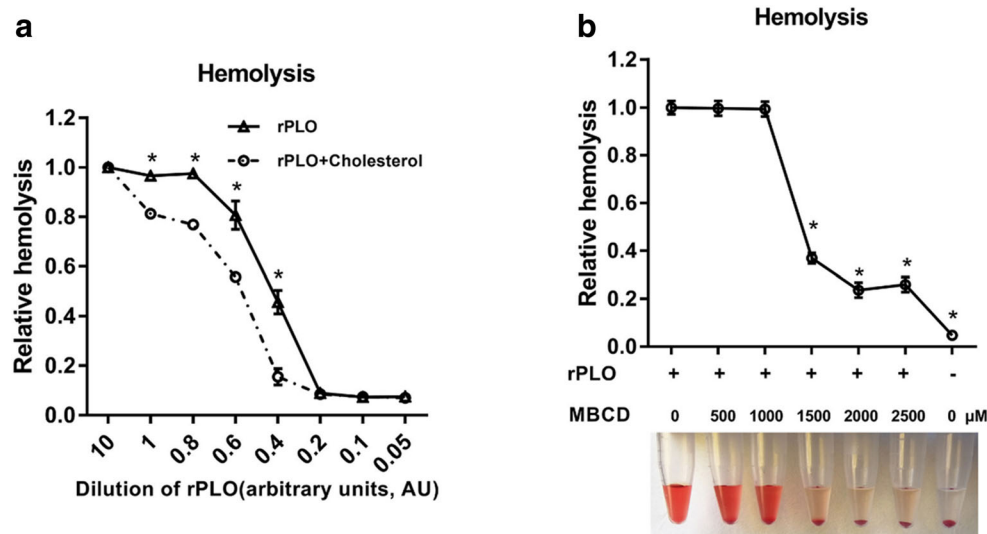 a
Hemolysis
1.2
1.0
0.8
0.6
0.4
0.2
0.0
Relative hemolysis
rPLO
rPLO+Cholesterol
* * * *
10 1 0.8 0.6 0.4 0.2 0.1 0.05
Dilution of rPLO(arbitrary units, AU)
b
Hemolysis
1.2
1.0
0.8
0.6
0.4
0.2
0.0
Relative hemolysis
* * * *
rPLO + + + + + + -
MBCD 0 500 1000 1500 2000 2500 0 μM